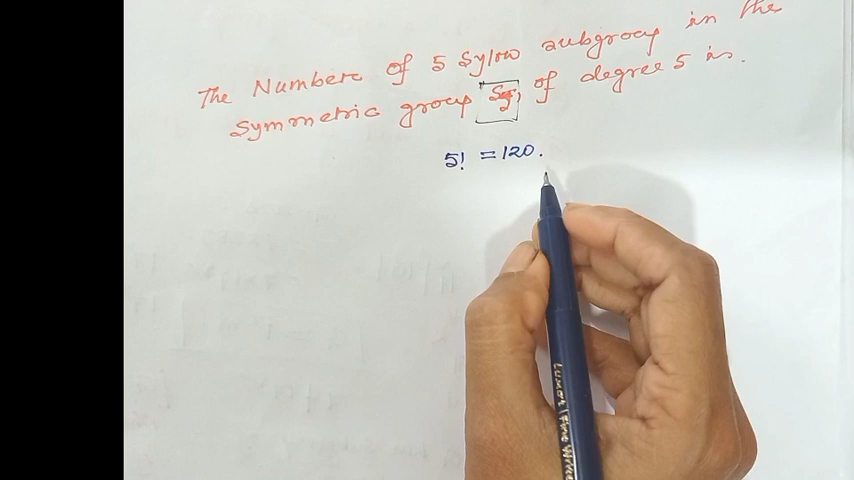 The Number of 5 Sylow subgroup in the
Symmetric group S5, of degree 5 is.
5! = 120.